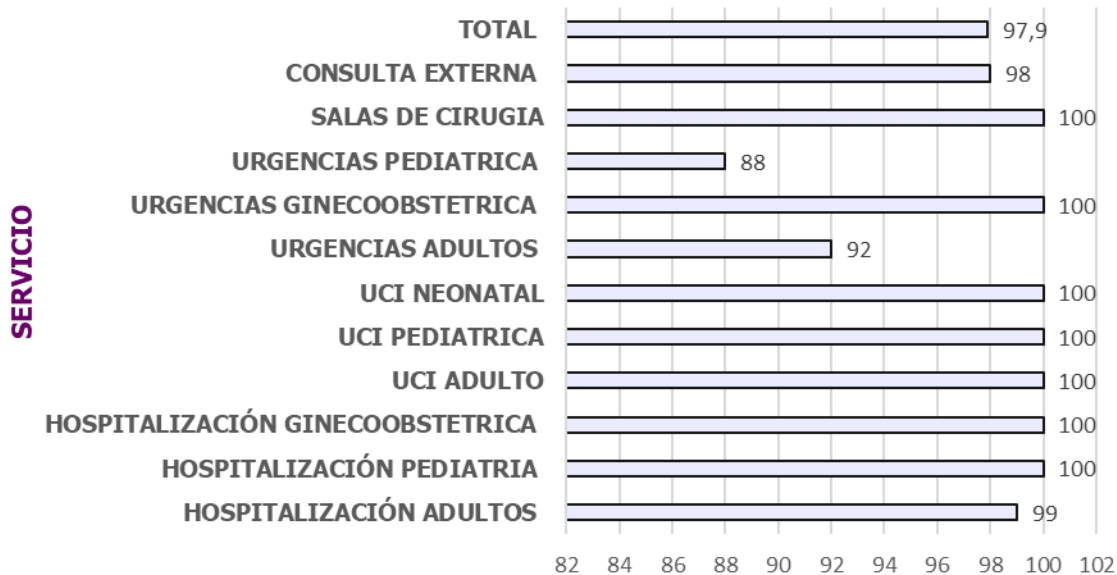 SERVICIO
TOTAL 97,9
CONSULTA EXTERNA 98
SALAS DE CIRUGIA 100
URGENCIAS PEDIATRICA 88
URGENCIAS GINECOOBSTETRICA 100
URGENCIAS ADULTOS 92
UCI NEONATAL 100
UCI PEDIATRICA 100
UCI ADULTO 100
HOSPITALIZACIÓN GINECOOBSTETRICA 100
HOSPITALIZACIÓN PEDIATRIA 100
HOSPITALIZACIÓN ADULTOS 99
82 84 86 88 90 92 94 96 98 100 102